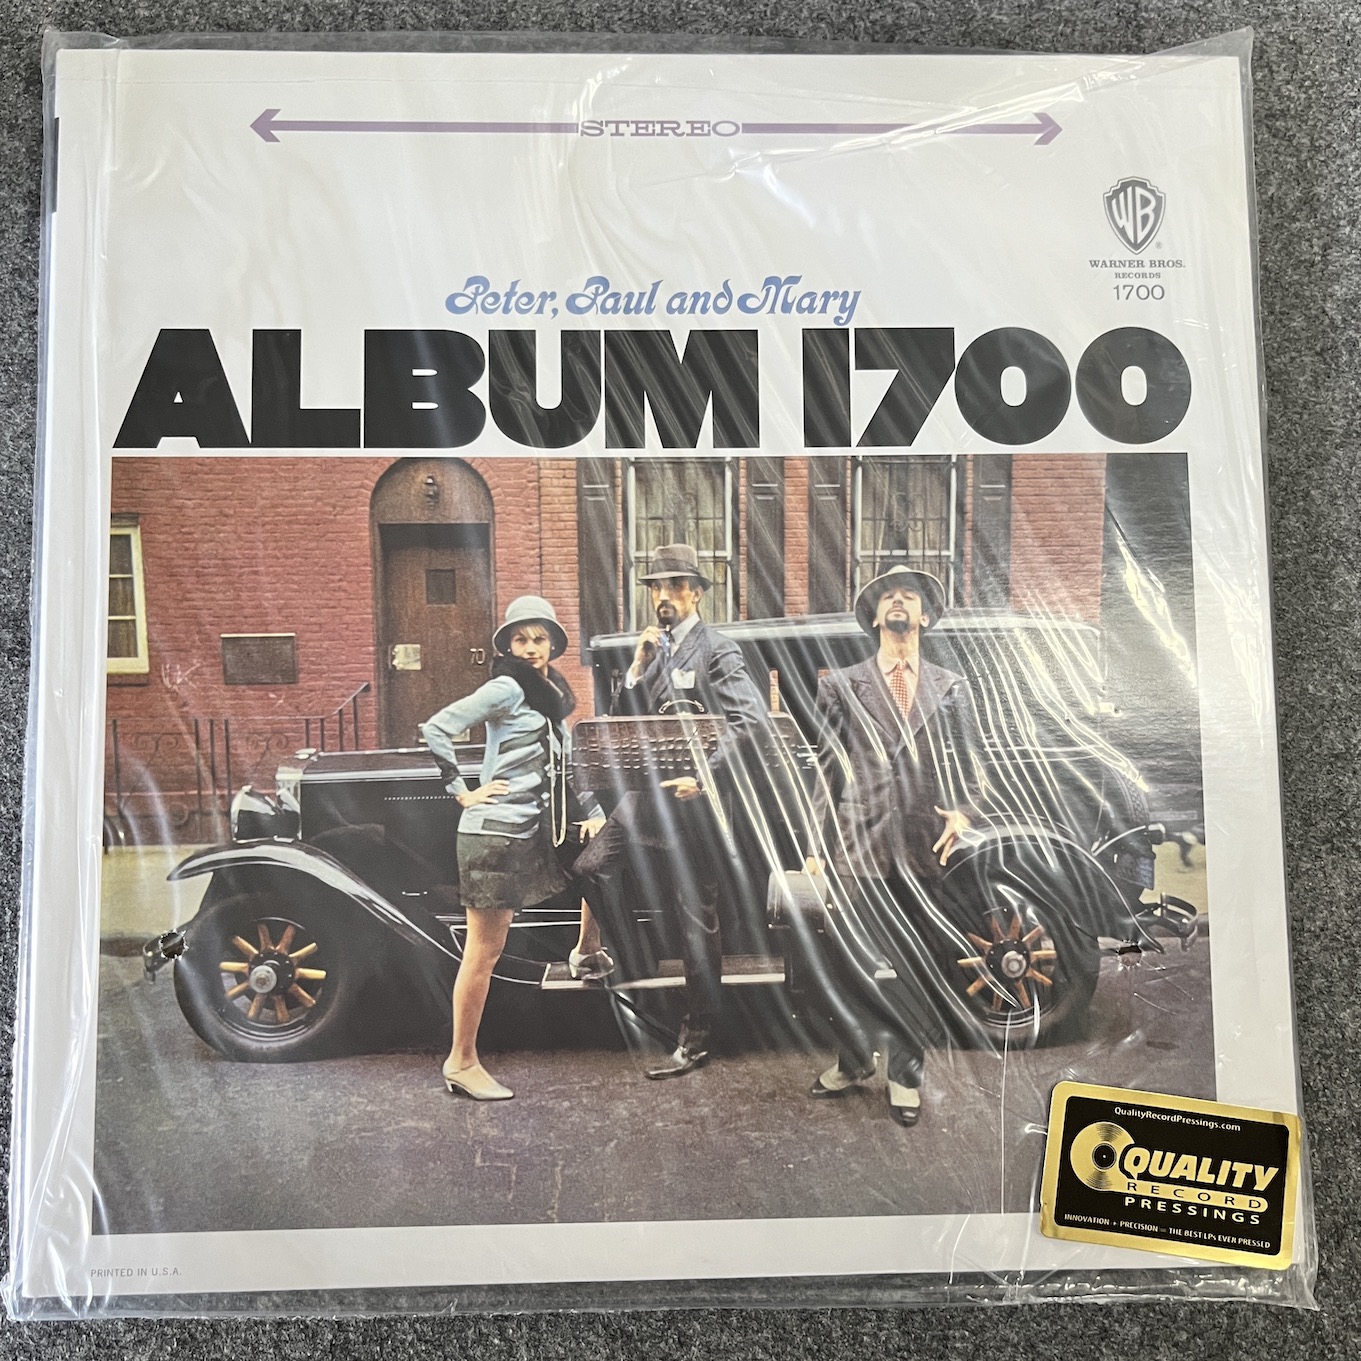 STEREO
WB
WARNER BROS.
RECORDS
1700
Peter, Paul and Mary
ALBUM 1700
70
QualityRecordPressings.com
QUALITY
RECORD
PRESSINGS
INNOVATION + PRECISION = THE BEST LPs EVER PRESSED
PRINTED IN U.S.A.